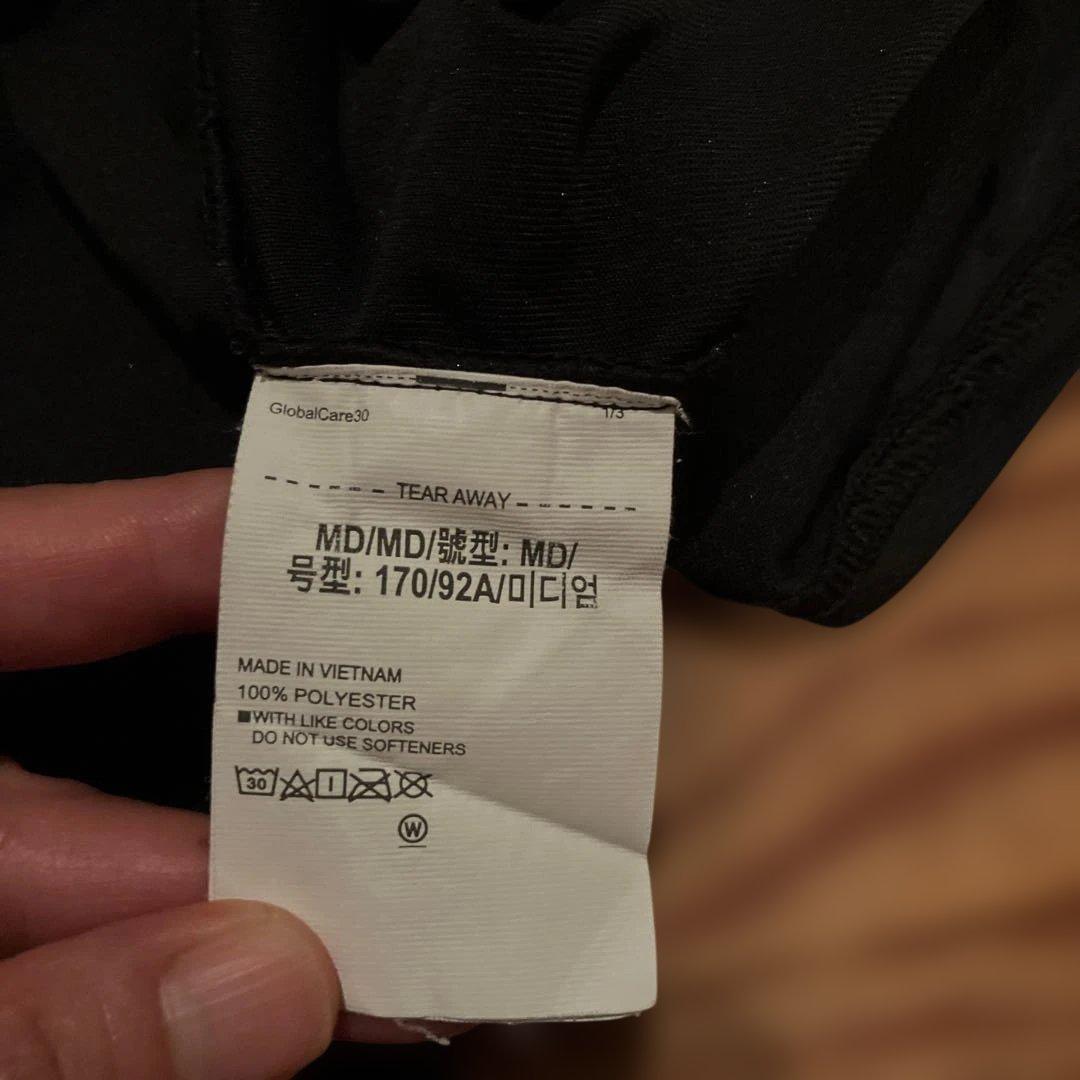 GlobalCare30
1/3
TEAR AWAY
MD/MD/號型: MD/
号型: 170/92A/미디엄
MADE IN VIETNAM
100% POLYESTER
WITH LIKE COLORS
DO NOT USE SOFTENERS
30
W